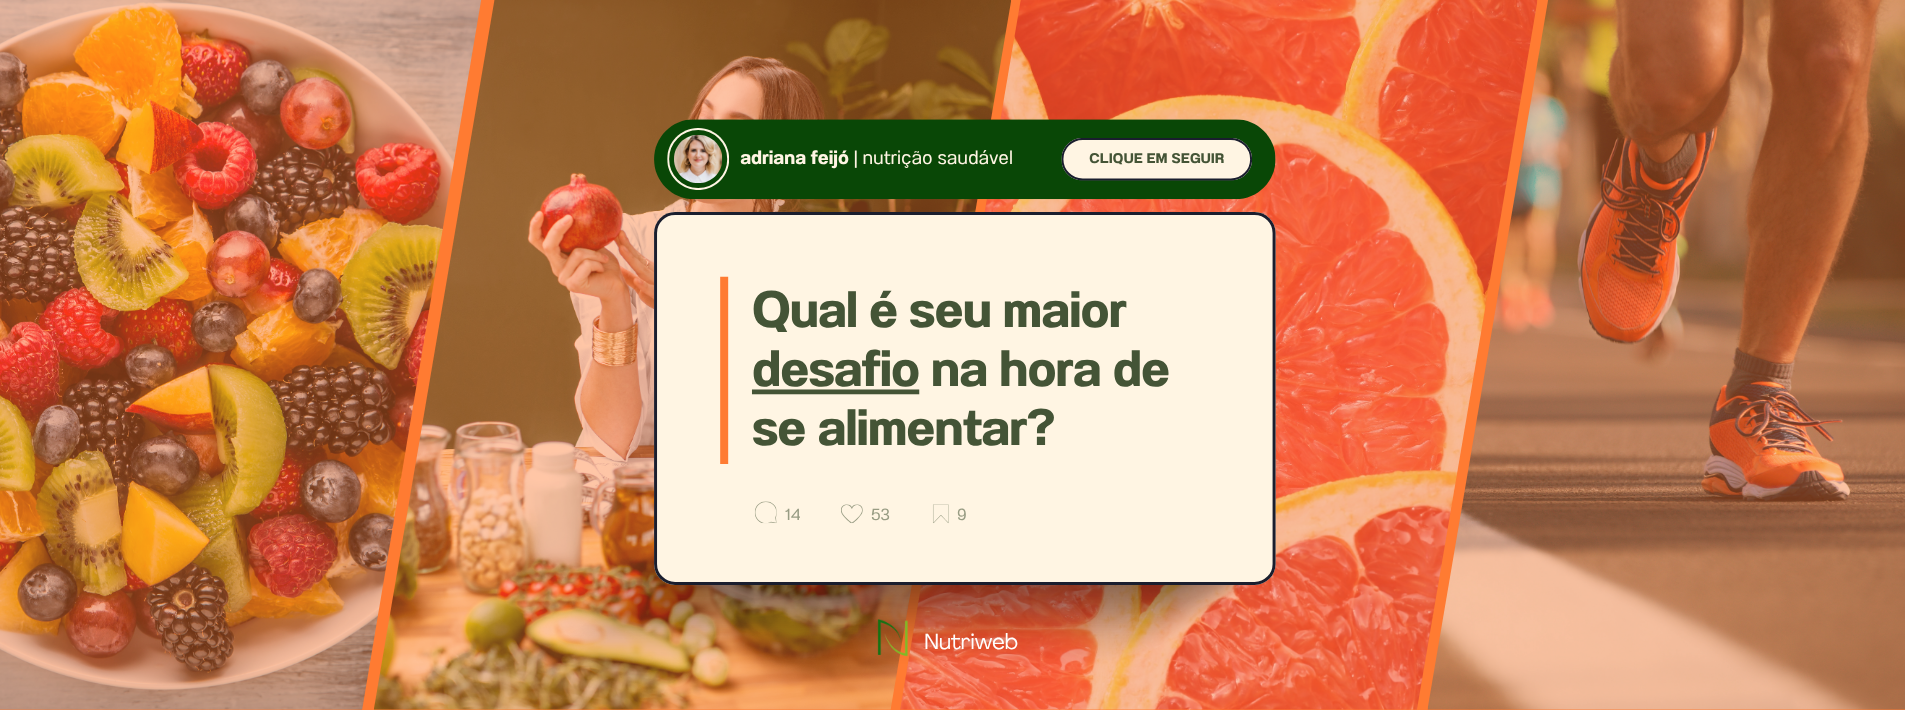 adriana feijó | nutrição saudável
CLIQUE EM SEGUIR
Qual é seu maior
desafio na hora de
se alimentar?
14 53 9
Nutriweb